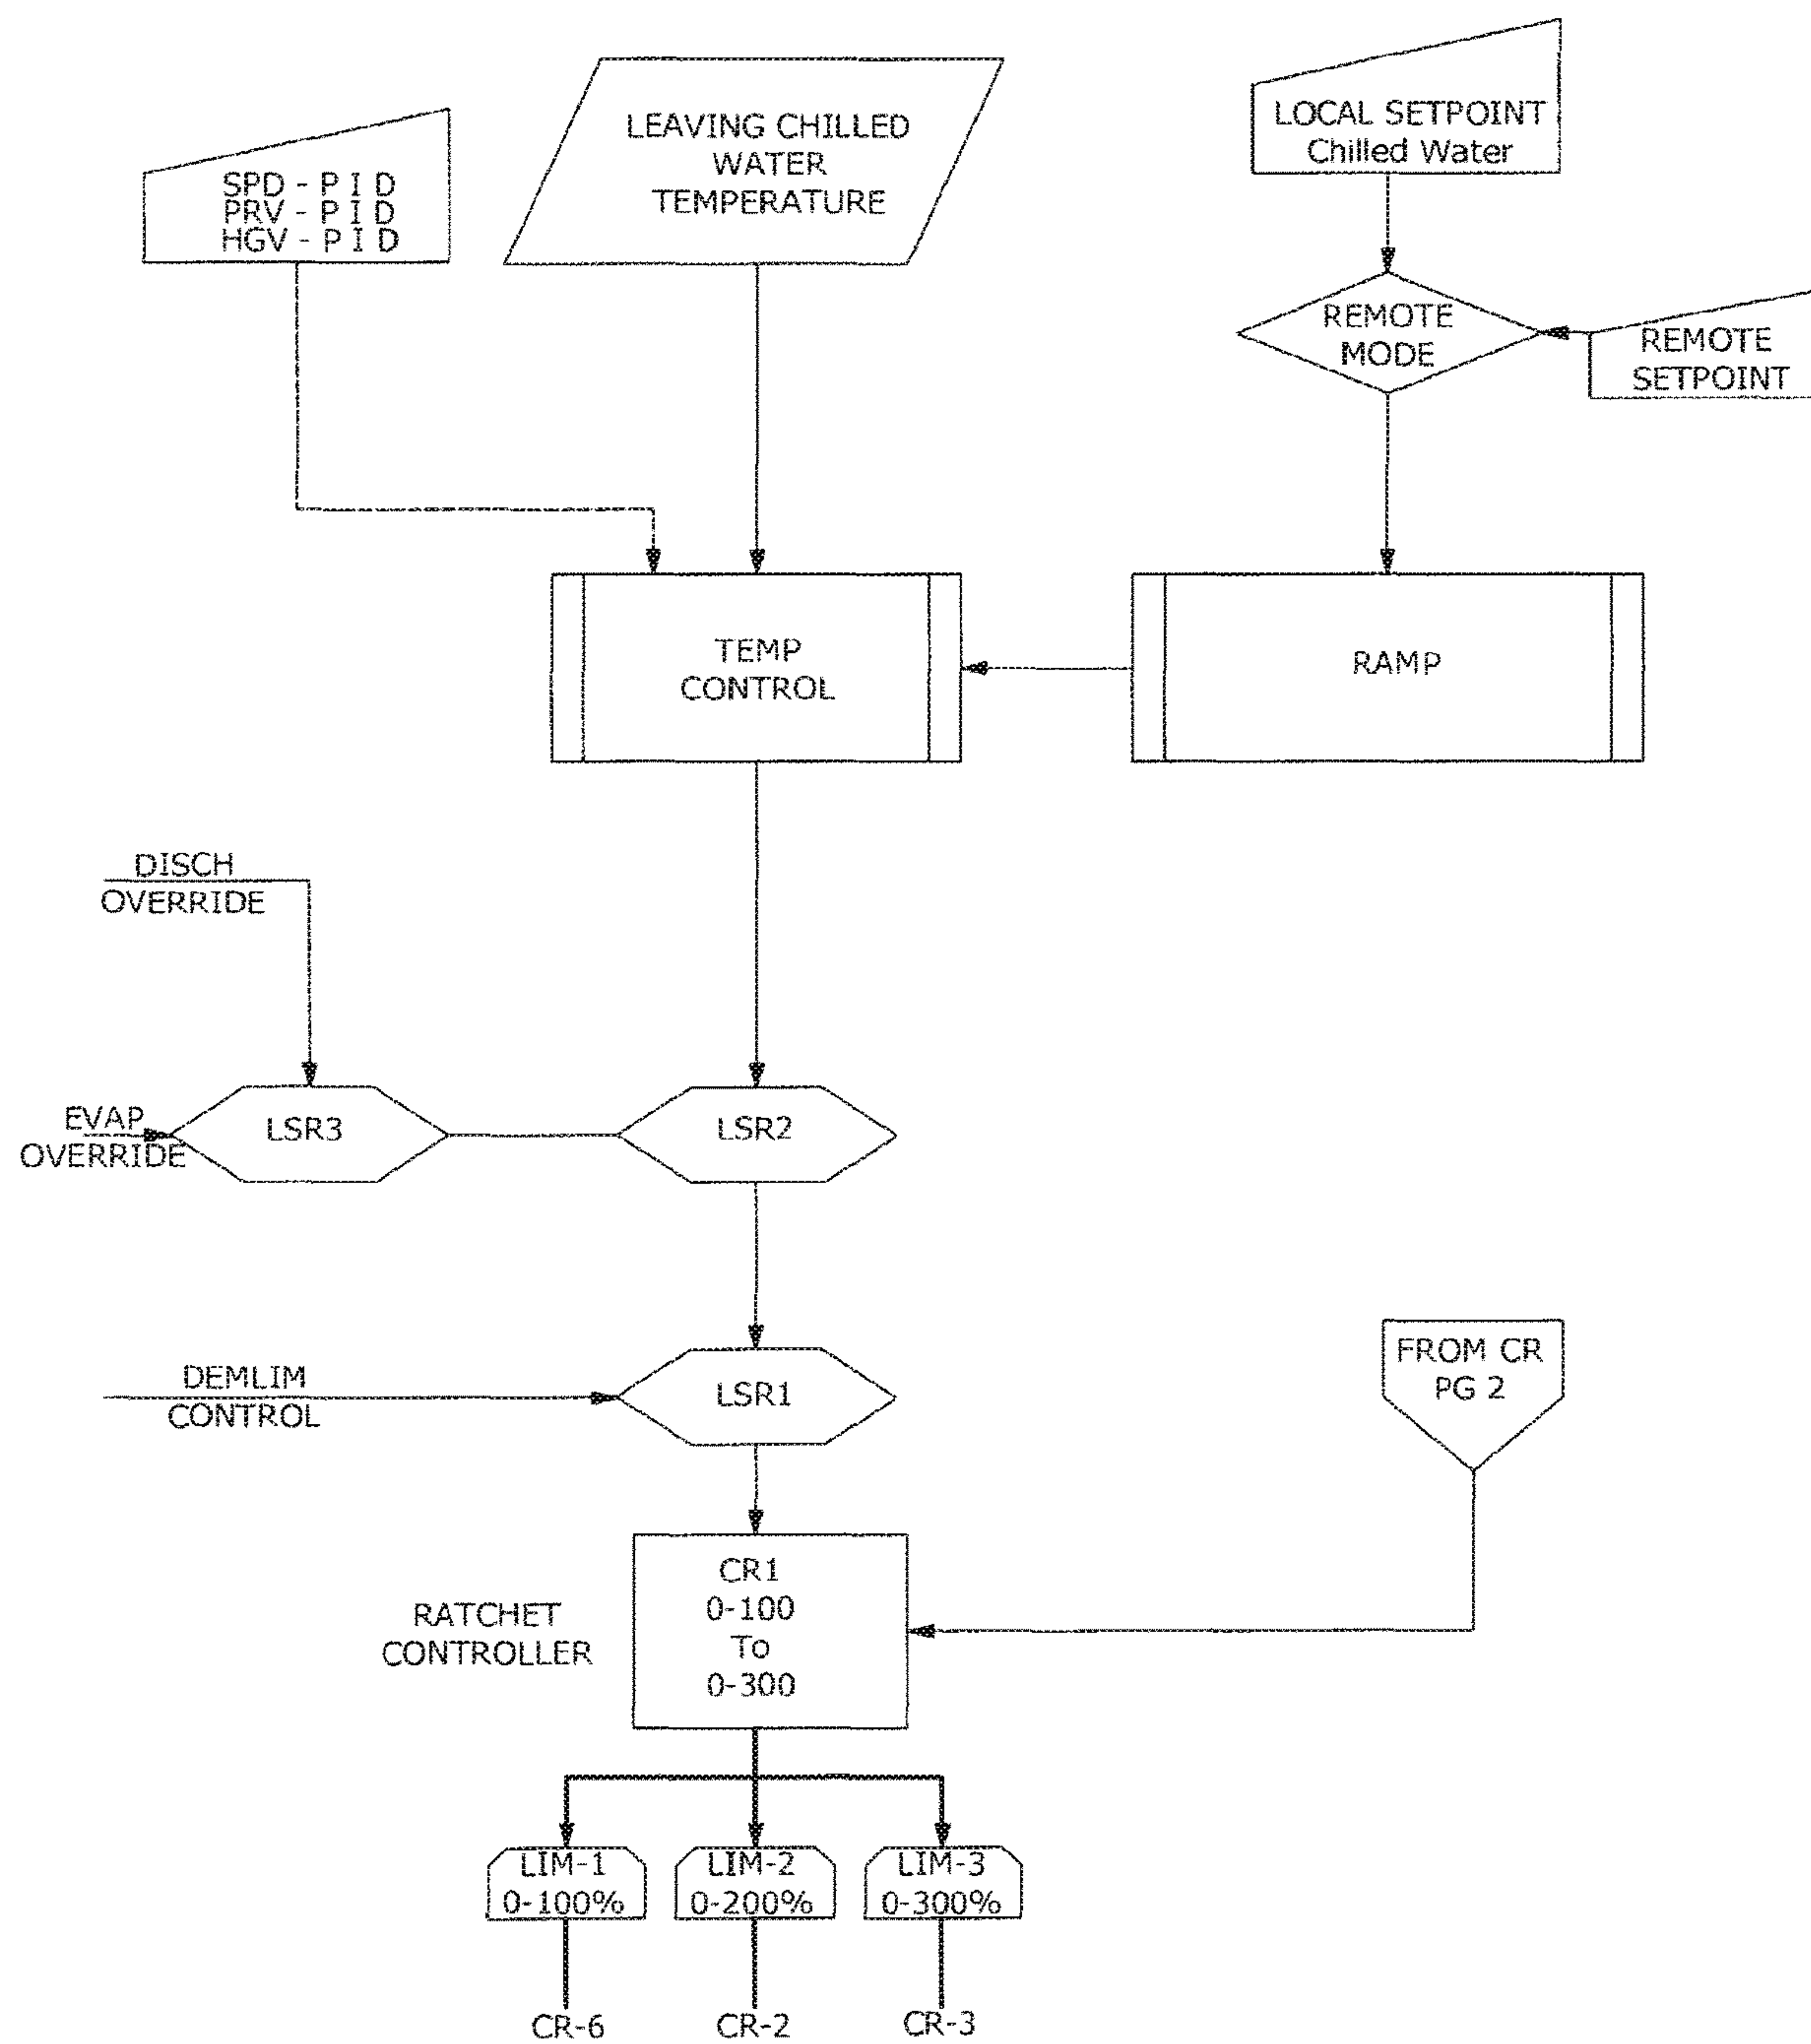 LOCAL SETPOINT
Chilled Water
LEAVING CHILLED
WATER
TEMPERATURE
SPD - P I D
PRV - P I D
HGV - P I D
REMOTE
MODE
REMOTE
SETPOINT
TEMP
CONTROL
RAMP
DISCH
OVERRIDE
EVAP
OVERRIDE
LSR3
LSR2
DEMLIM
CONTROL
LSR1
FROM CR
PG 2
RATCHET
CONTROLLER
CR1
0-100
To
0-300
LIM-1
0-100%
LIM-2
0-200%
LIM-3
0-300%
CR-6
CR-2
CR-3